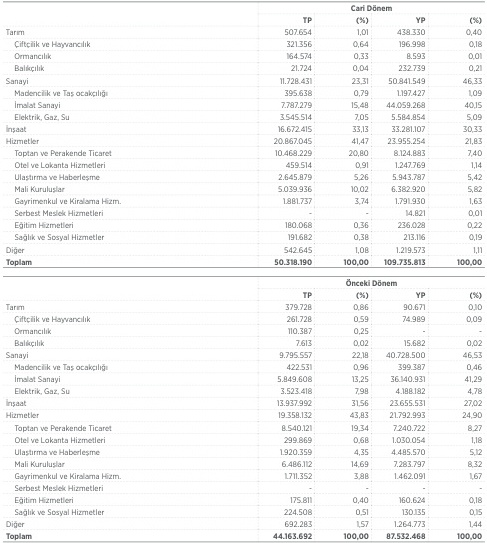 Cari Dönem
TP (%) YP (%)
Tarım 507.654 1,01 438.330 0,40
Çiftçilik ve Hayvancılık 321.356 0,64 196.998 0,18
Ormancılık 164.574 0,33 8.593 0,01
Balıkçılık 21.724 0,04 232.739 0,21
Sanayi 11.728.431 23,31 50.841.549 46,33
Madencilik ve Taş ocakçılığı 395.638 0,79 1.197.427 1,09
İmalat Sanayi 7.787.279 15,48 44.059.268 40,15
Elektrik, Gaz, Su 3.545.514 7,05 5.584.854 5,09
İnşaat 16.672.415 33,13 33.281.107 30,33
Hizmetler 20.867.045 41,47 23.955.254 21,83
Toptan ve Perakende Ticaret 10.468.229 20,80 8.124.883 7,40
Otel ve Lokanta Hizmetleri 459.514 0,91 1.247.769 1,14
Ulaştırma ve Haberleşme 2.645.879 5,26 5.943.787 5,42
Mali Kuruluşlar 5.039.936 10,02 6.382.920 5,82
Gayrimenkul ve Kiralama Hizm. 1.881.737 3,74 1.791.930 1,63
Serbest Meslek Hizmetleri - - 14.821 0,01
Eğitim Hizmetleri 180.068 0,36 236.028 0,22
Sağlık ve Sosyal Hizmetler 191.682 0,38 213.116 0,19
Diğer 542.645 1,08 1.219.573 1,11
Toplam 50.318.190 100,00 109.735.813 100,00
Önceki Dönem
TP (%) YP (%)
Tarım 379.728 0,86 90.671 0,10
Çiftçilik ve Hayvancılık 261.728 0,59 74.989 0,09
Ormancılık 110.387 0,25 - -
Balıkçılık 7.613 0,02 15.682 0,02
Sanayi 9.795.557 22,18 40.728.500 46,53
Madencilik ve Taş ocakçılığı 422.531 0,96 399.387 0,46
İmalat Sanayi 5.849.608 13,25 36.140.931 41,29
Elektrik, Gaz, Su 3.523.418 7,98 4.188.182 4,78
İnşaat 13.937.992 31,56 23.655.531 27,02
Hizmetler 19.358.132 43,83 21.792.993 24,90
Toptan ve Perakende Ticaret 8.540.121 19,34 7.240.722 8,27
Otel ve Lokanta Hizmetleri 299.869 0,68 1.030.054 1,18
Ulaştırma ve Haberleşme 1.920.359 4,35 4.485.570 5,12
Mali Kuruluşlar 6.486.112 14,69 7.283.797 8,32
Gayrimenkul ve Kiralama Hizm. 1.711.352 3,88 1.462.091 1,67
Serbest Meslek Hizmetleri - - - -
Eğitim Hizmetleri 175.811 0,40 160.624 0,18
Sağlık ve Sosyal Hizmetler 224.508 0,51 130.135 0,15
Diğer 692.283 1,57 1.264.773 1,44
Toplam 44.163.692 100,00 87.532.468 100,00